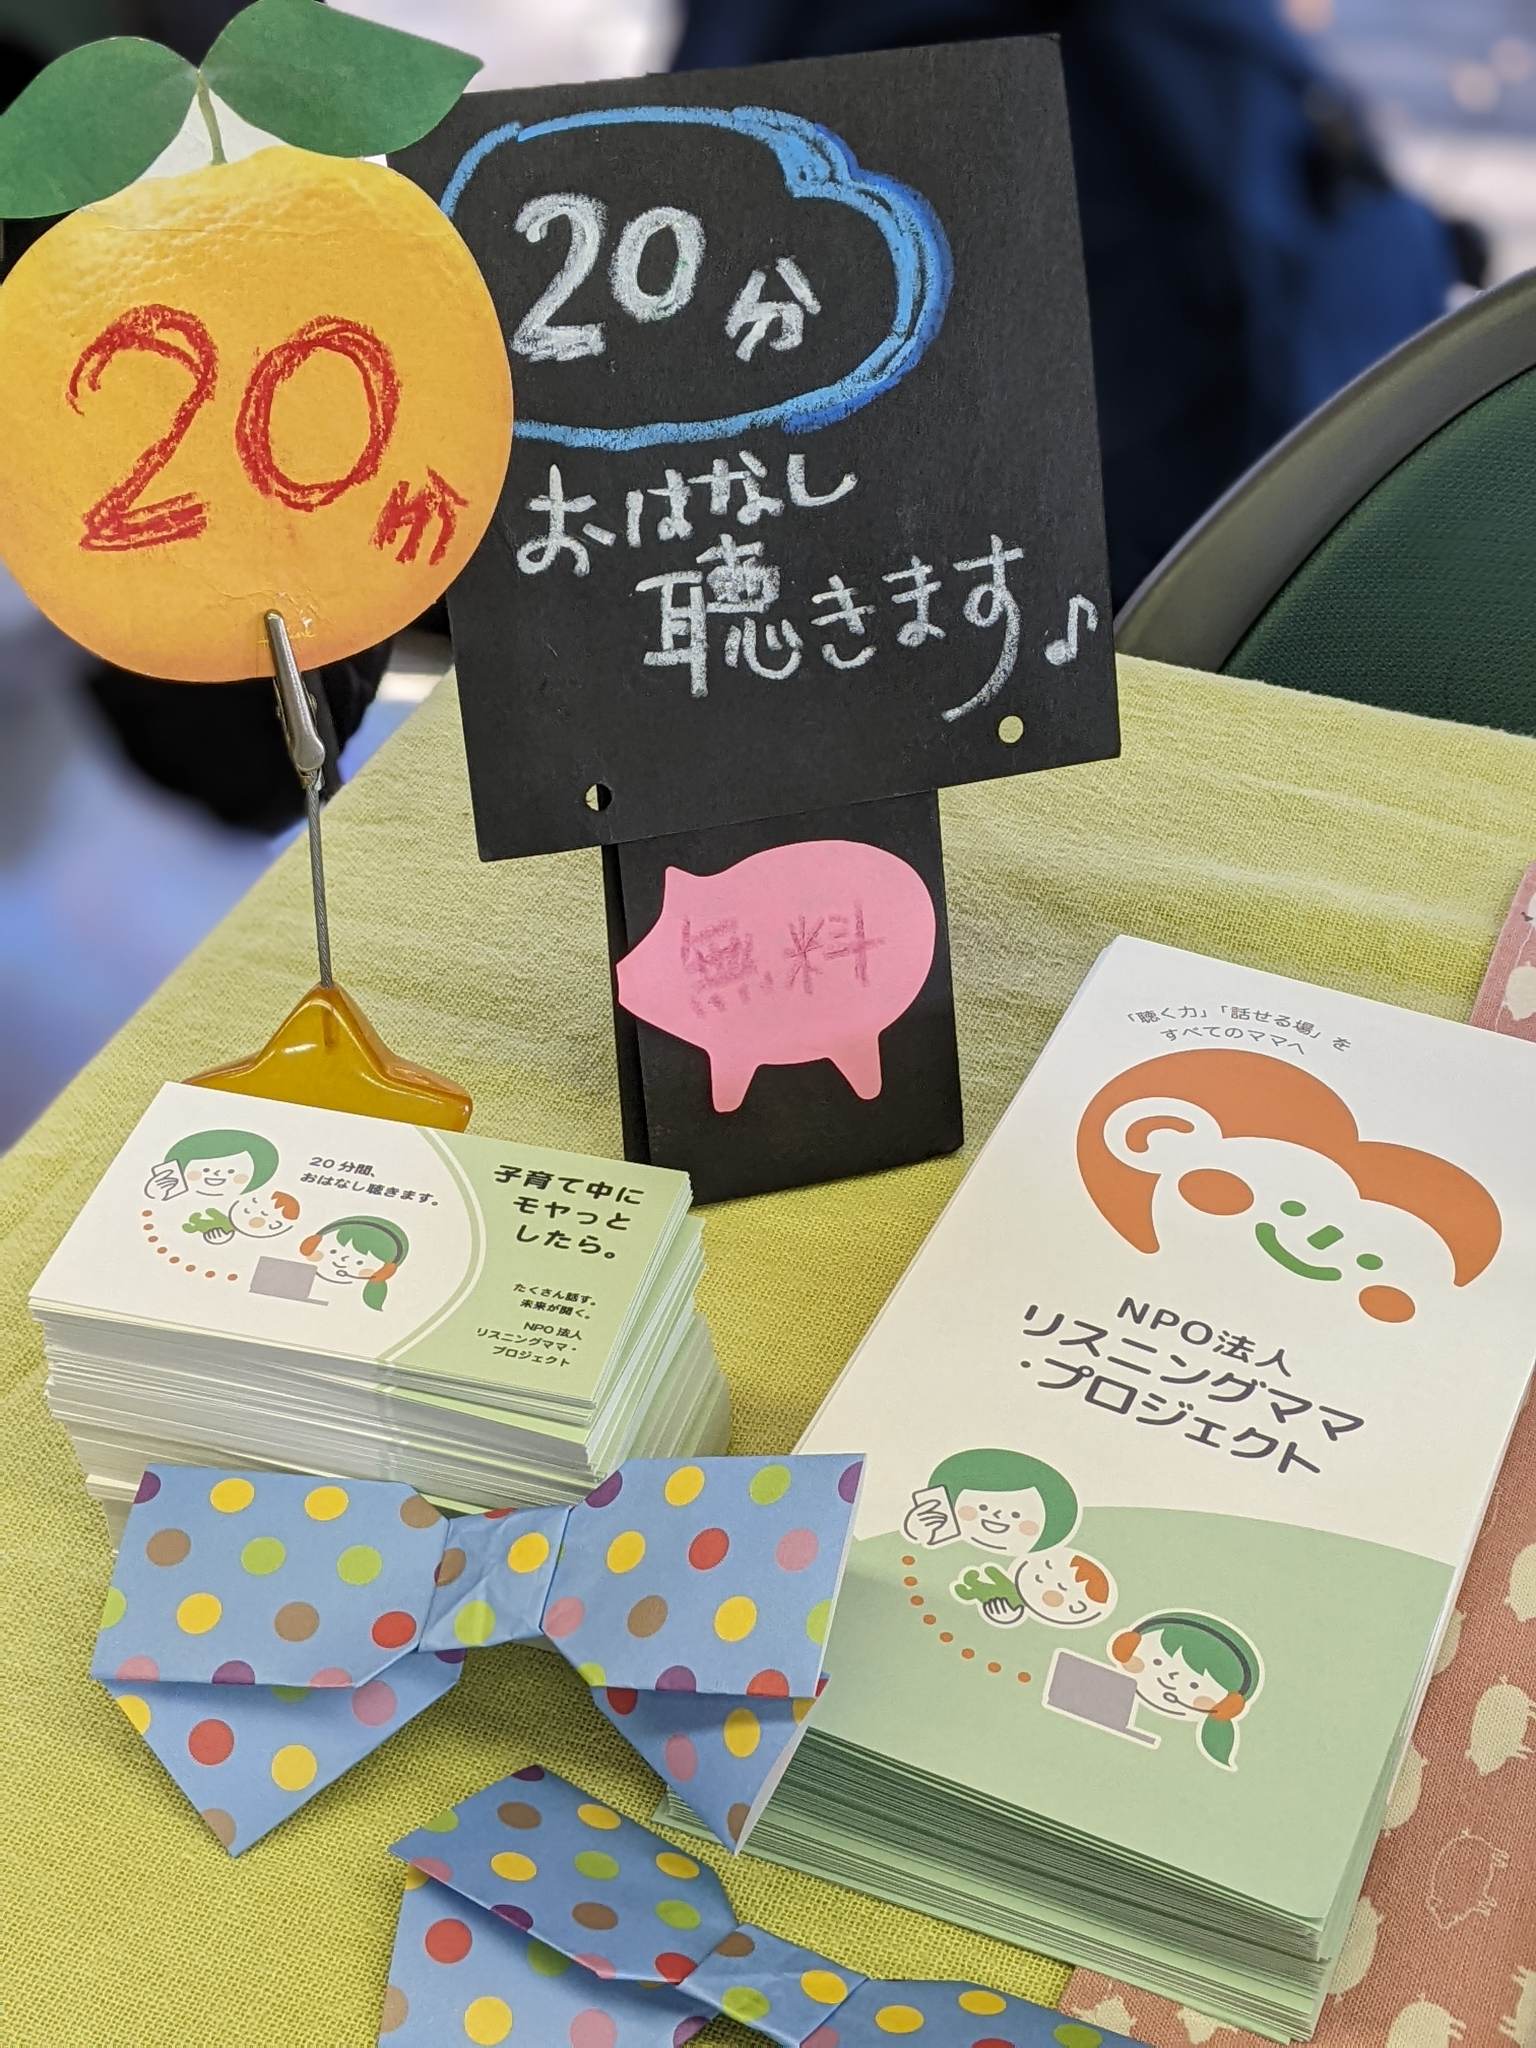 20分
20分
おはなし
聴きます♪
無料
20分間、
おはなし聴きます。
子育て中に
モヤっと
したら。
たくさん話す。
未来が開く。
NPO法人
リスニングママ・
プロジェクト
「聴く力」「話せる場」を
すべてのママへ
NPO法人
リスニングママ
・プロジェクト